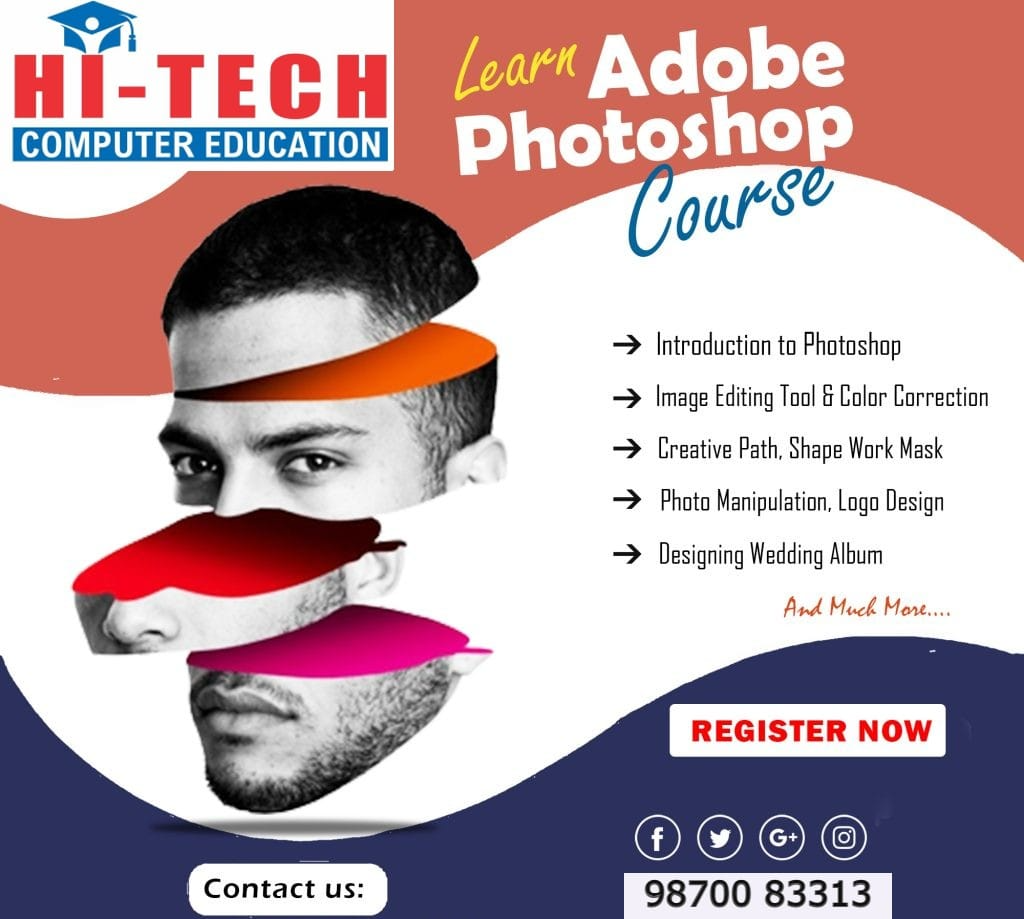 HI-TECH
COMPUTER EDUCATION
Learn Adobe
Photoshop
Course
Introduction to Photoshop
Image Editing Tool & Color Correction
Creative Path, Shape Work Mask
Photo Manipulation, Logo Design
Designing Wedding Album
And Much More....
REGISTER NOW
f G+
Contact us:
98700 83313